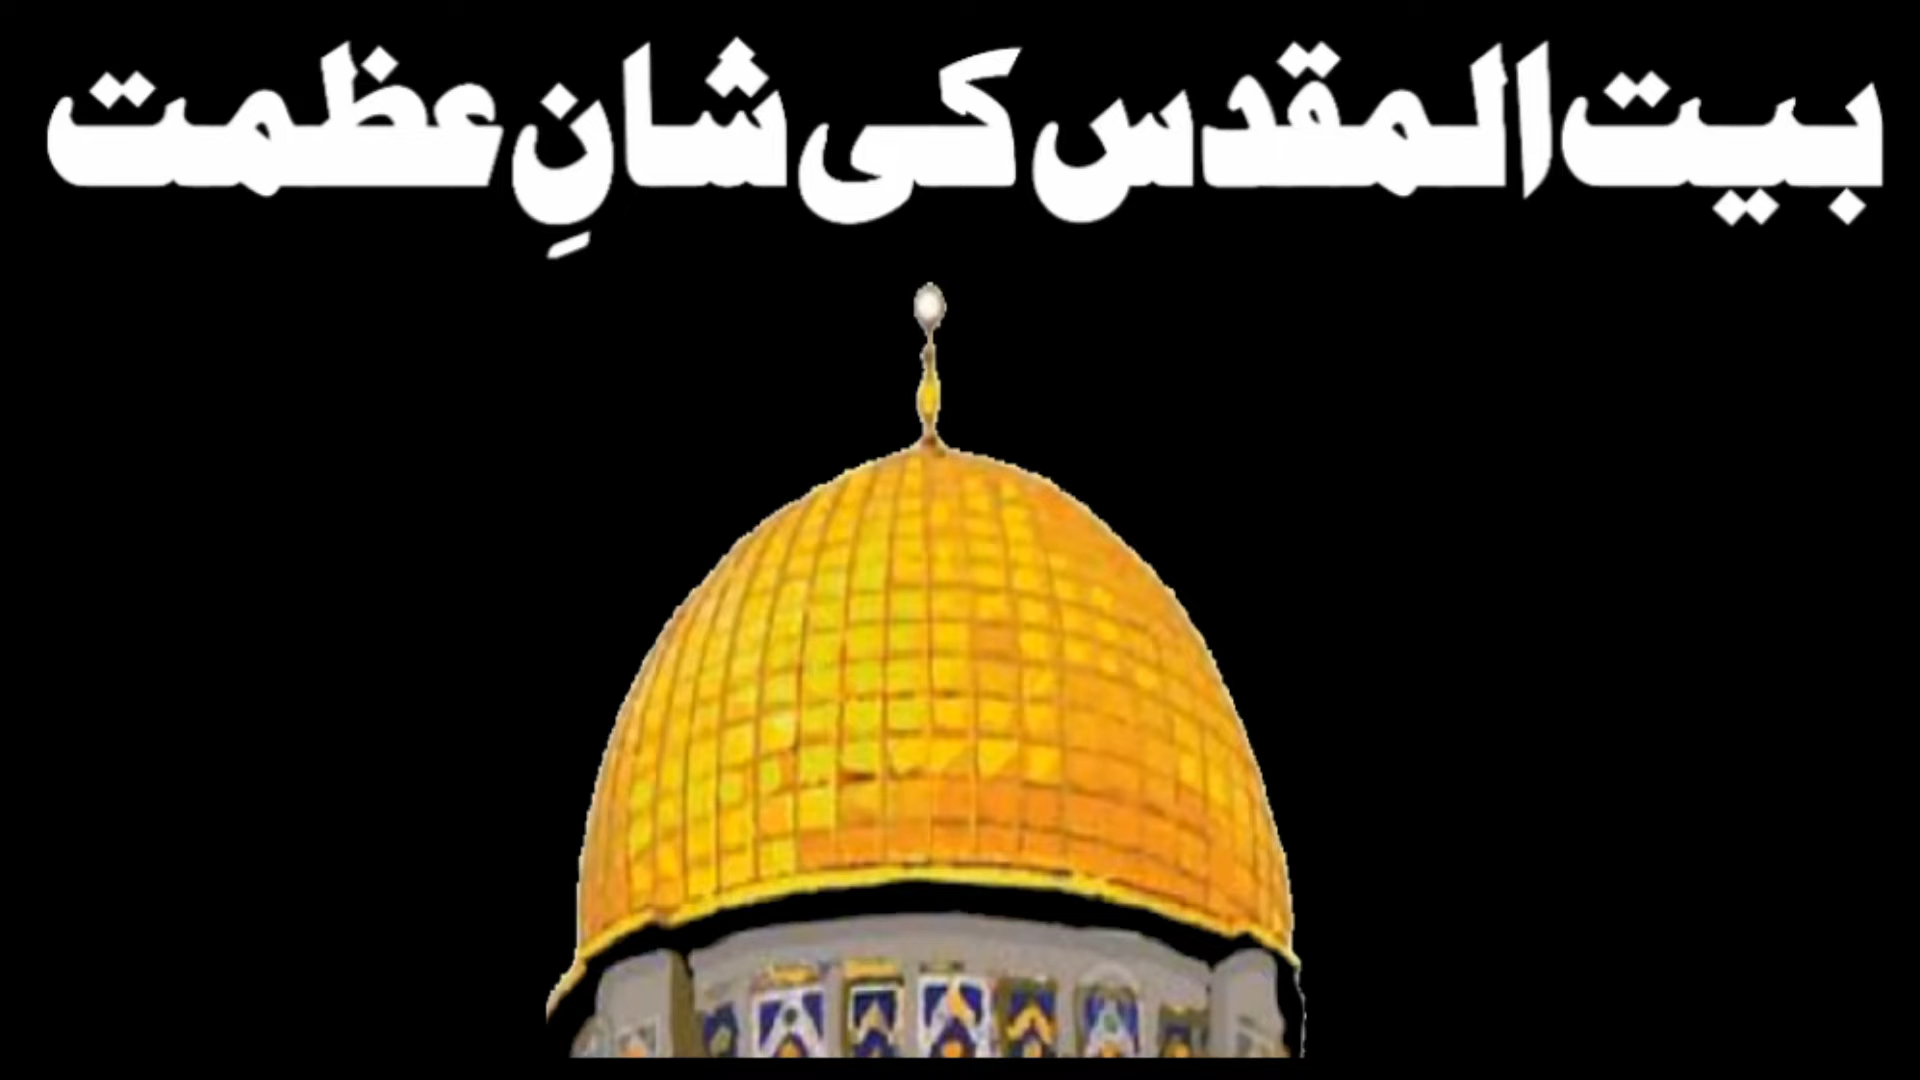 بیت المقدس کی شانِ عظمت